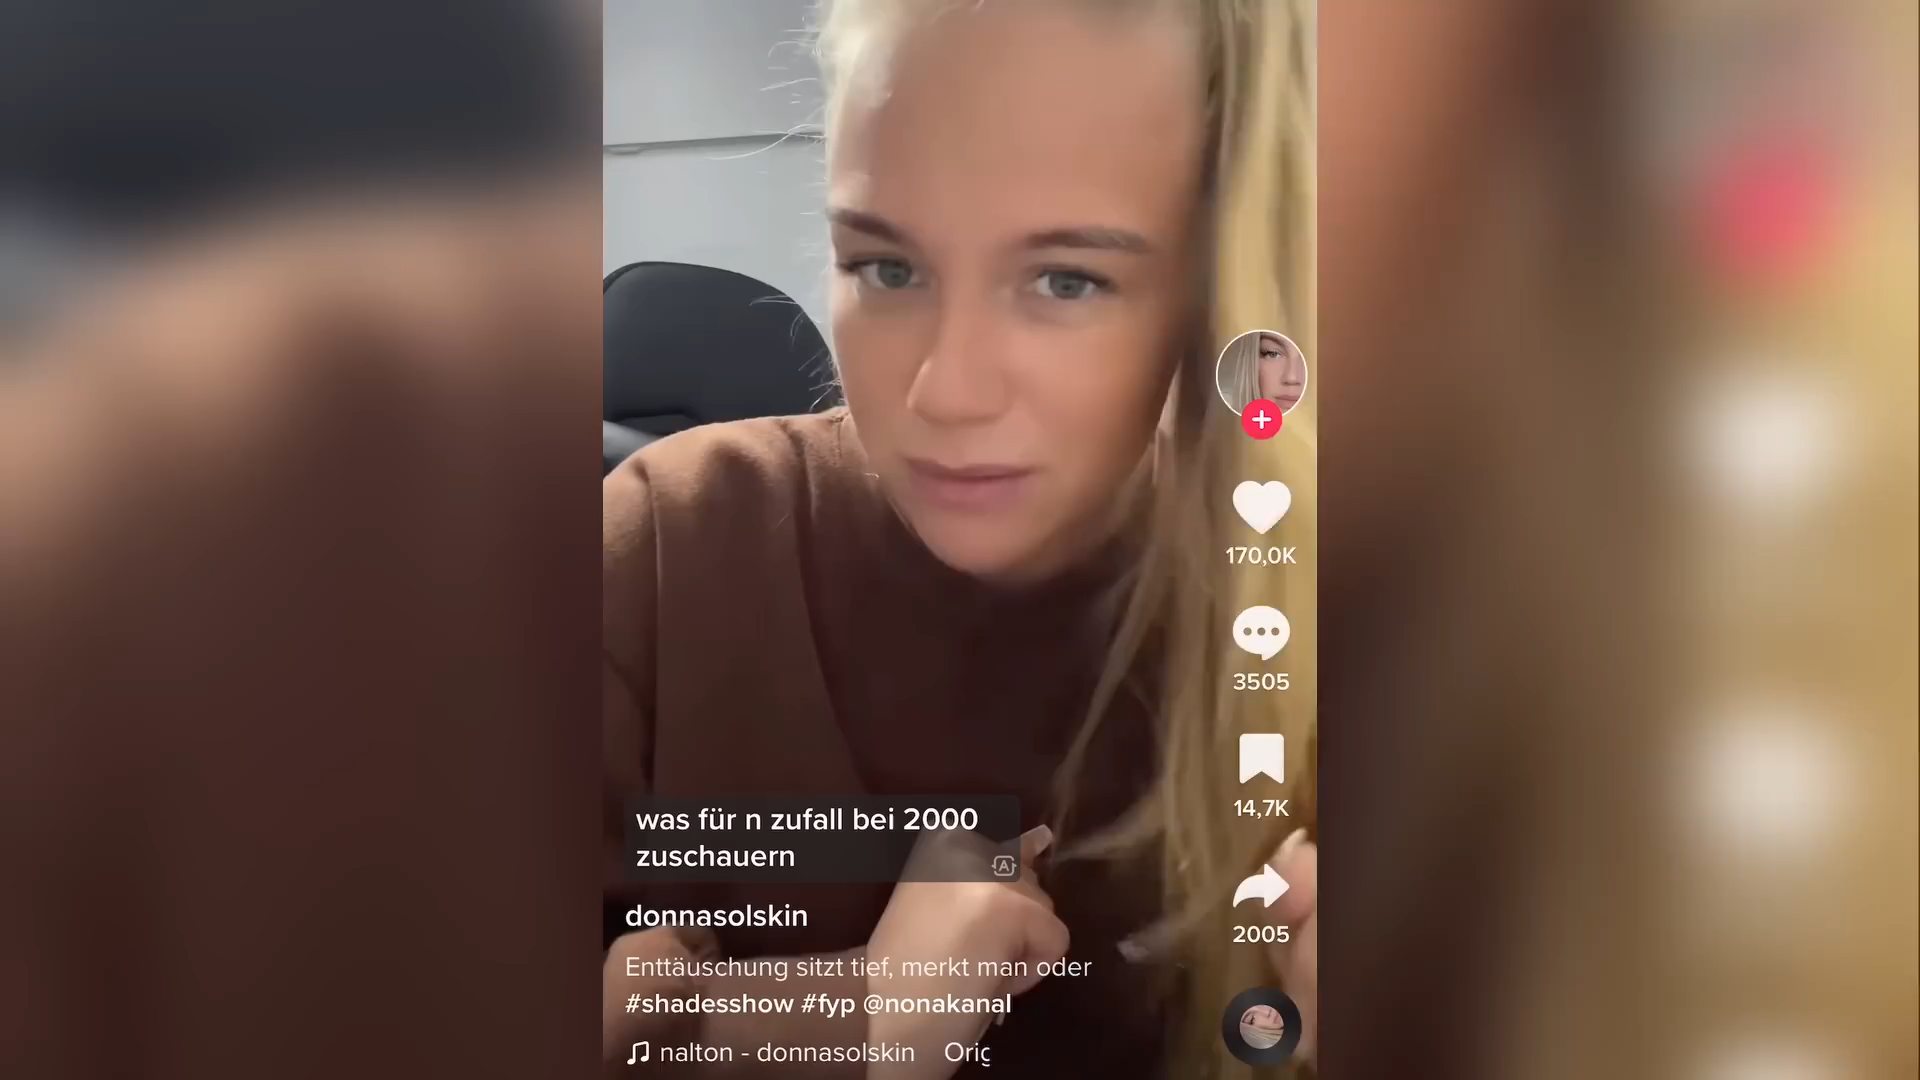 170,0K
3505
14,7K
2005
was für n zufall bei 2000
zuschauern
donnasolskin
Enttäuschung sitzt tief, merkt man oder
#shadesshow #fyp @nonakanal
nalton - donnasolskin Orig